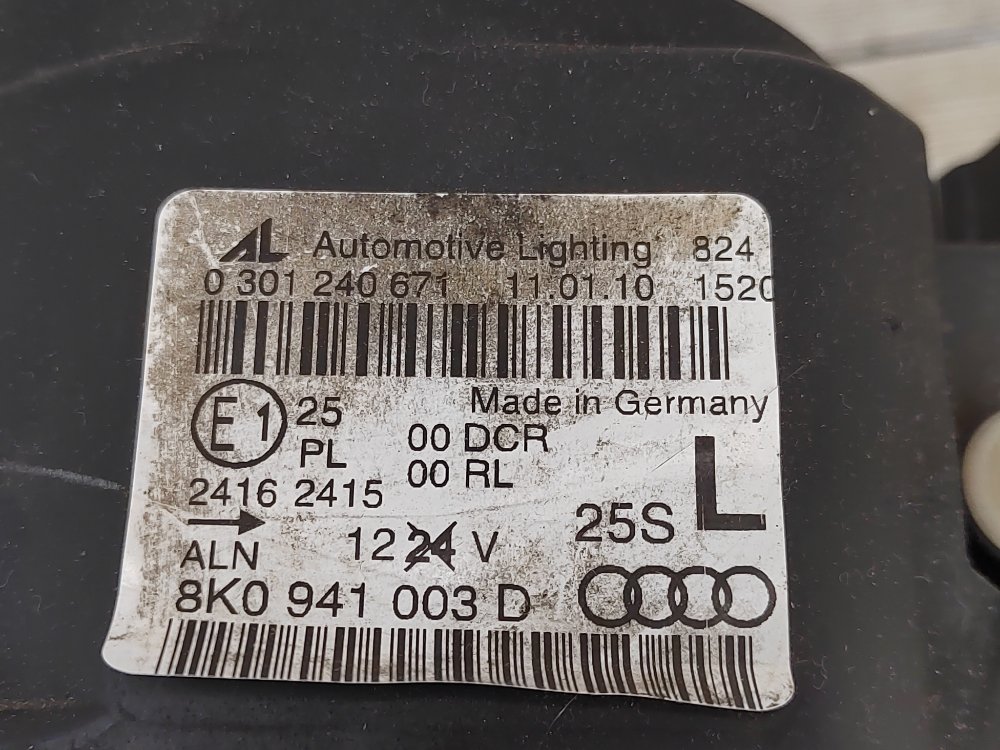 AL Automotive Lighting 824
0 301 240 671 11.01.10 1520
E1 25 Made in Germany
PL 00 DCR
00 RL L
2416 2415
25S
ALN 12 24 V
8K0 941 003 D